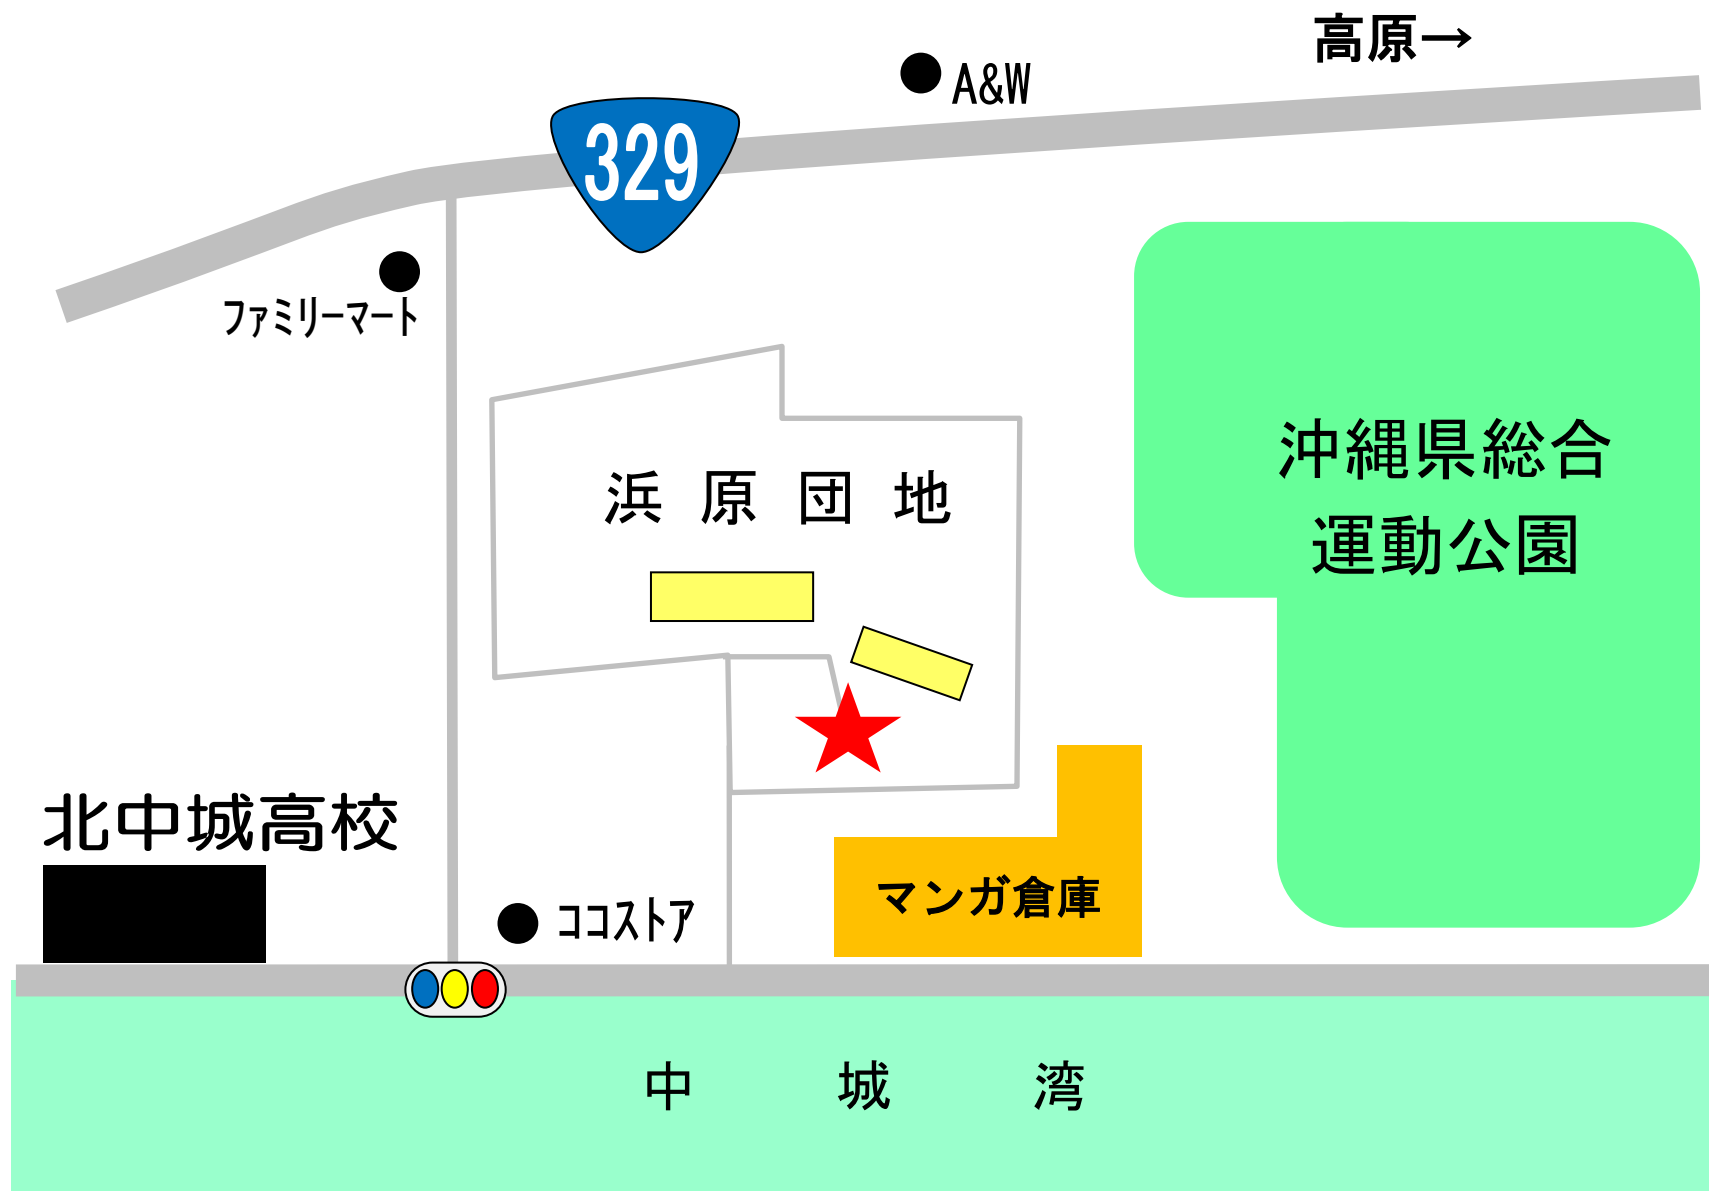 高原→
A&W
329
ﾌｧﾐﾘｰﾏｰﾄ
沖縄県総合
運動公園
浜原団地
北中城高校
ｺｺｽﾄｱ
マンガ倉庫
中城湾